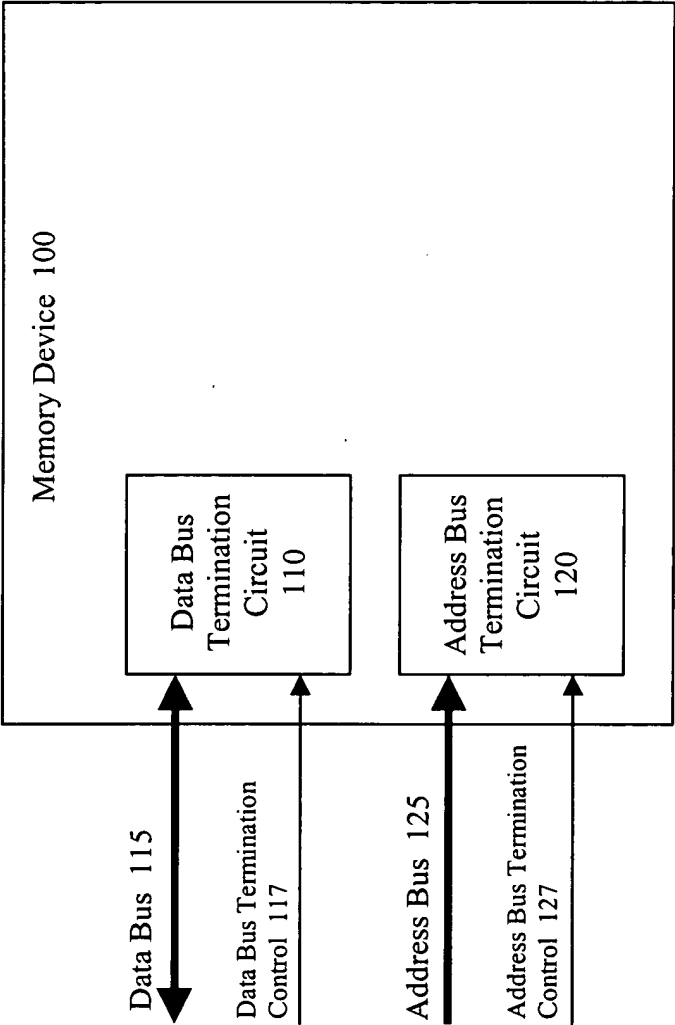 Memory Device 100
Data Bus
Termination
Circuit
110
Address Bus
Termination
Circuit
120
Data Bus 115
Data Bus Termination
Control 117
Address Bus 125
Address Bus Termination
Control 127